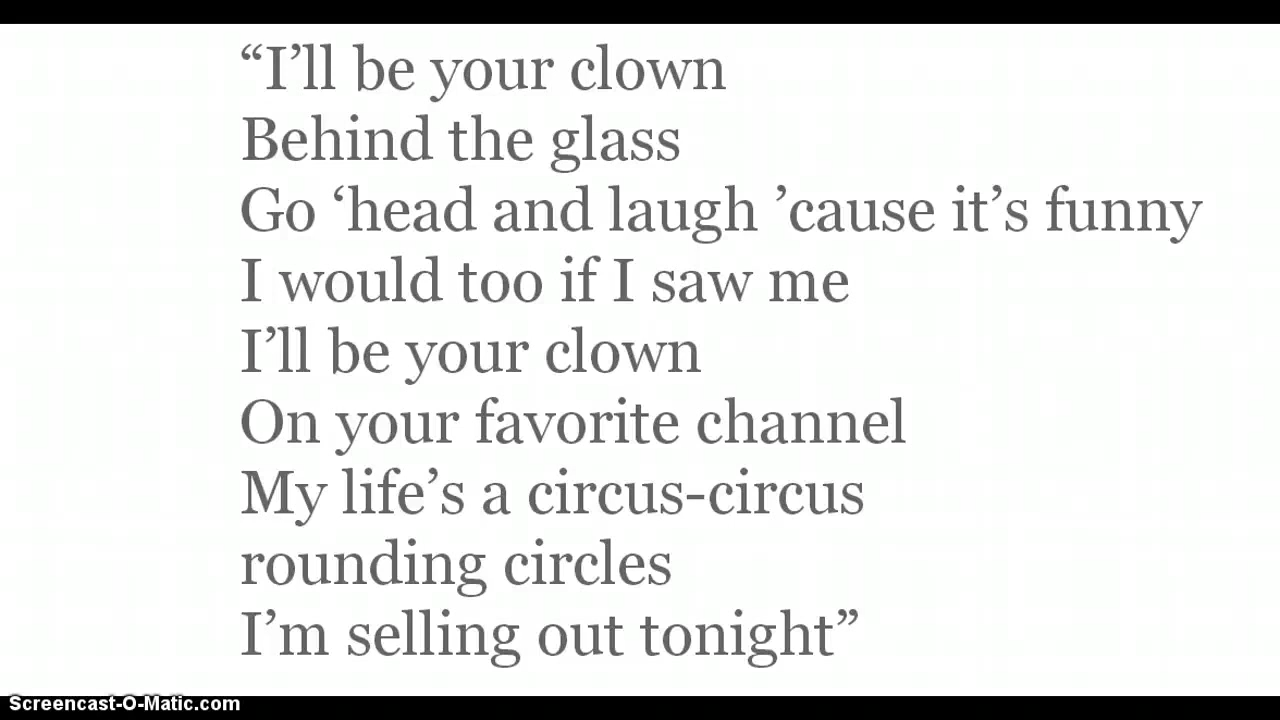 “I’ll be your clown
Behind the glass
Go ‘head and laugh ’cause it’s funny
I would too if I saw me
I’ll be your clown
On your favorite channel
My life’s a circus-circus
rounding circles
I’m selling out tonight”
Screencast-O-Matic.com